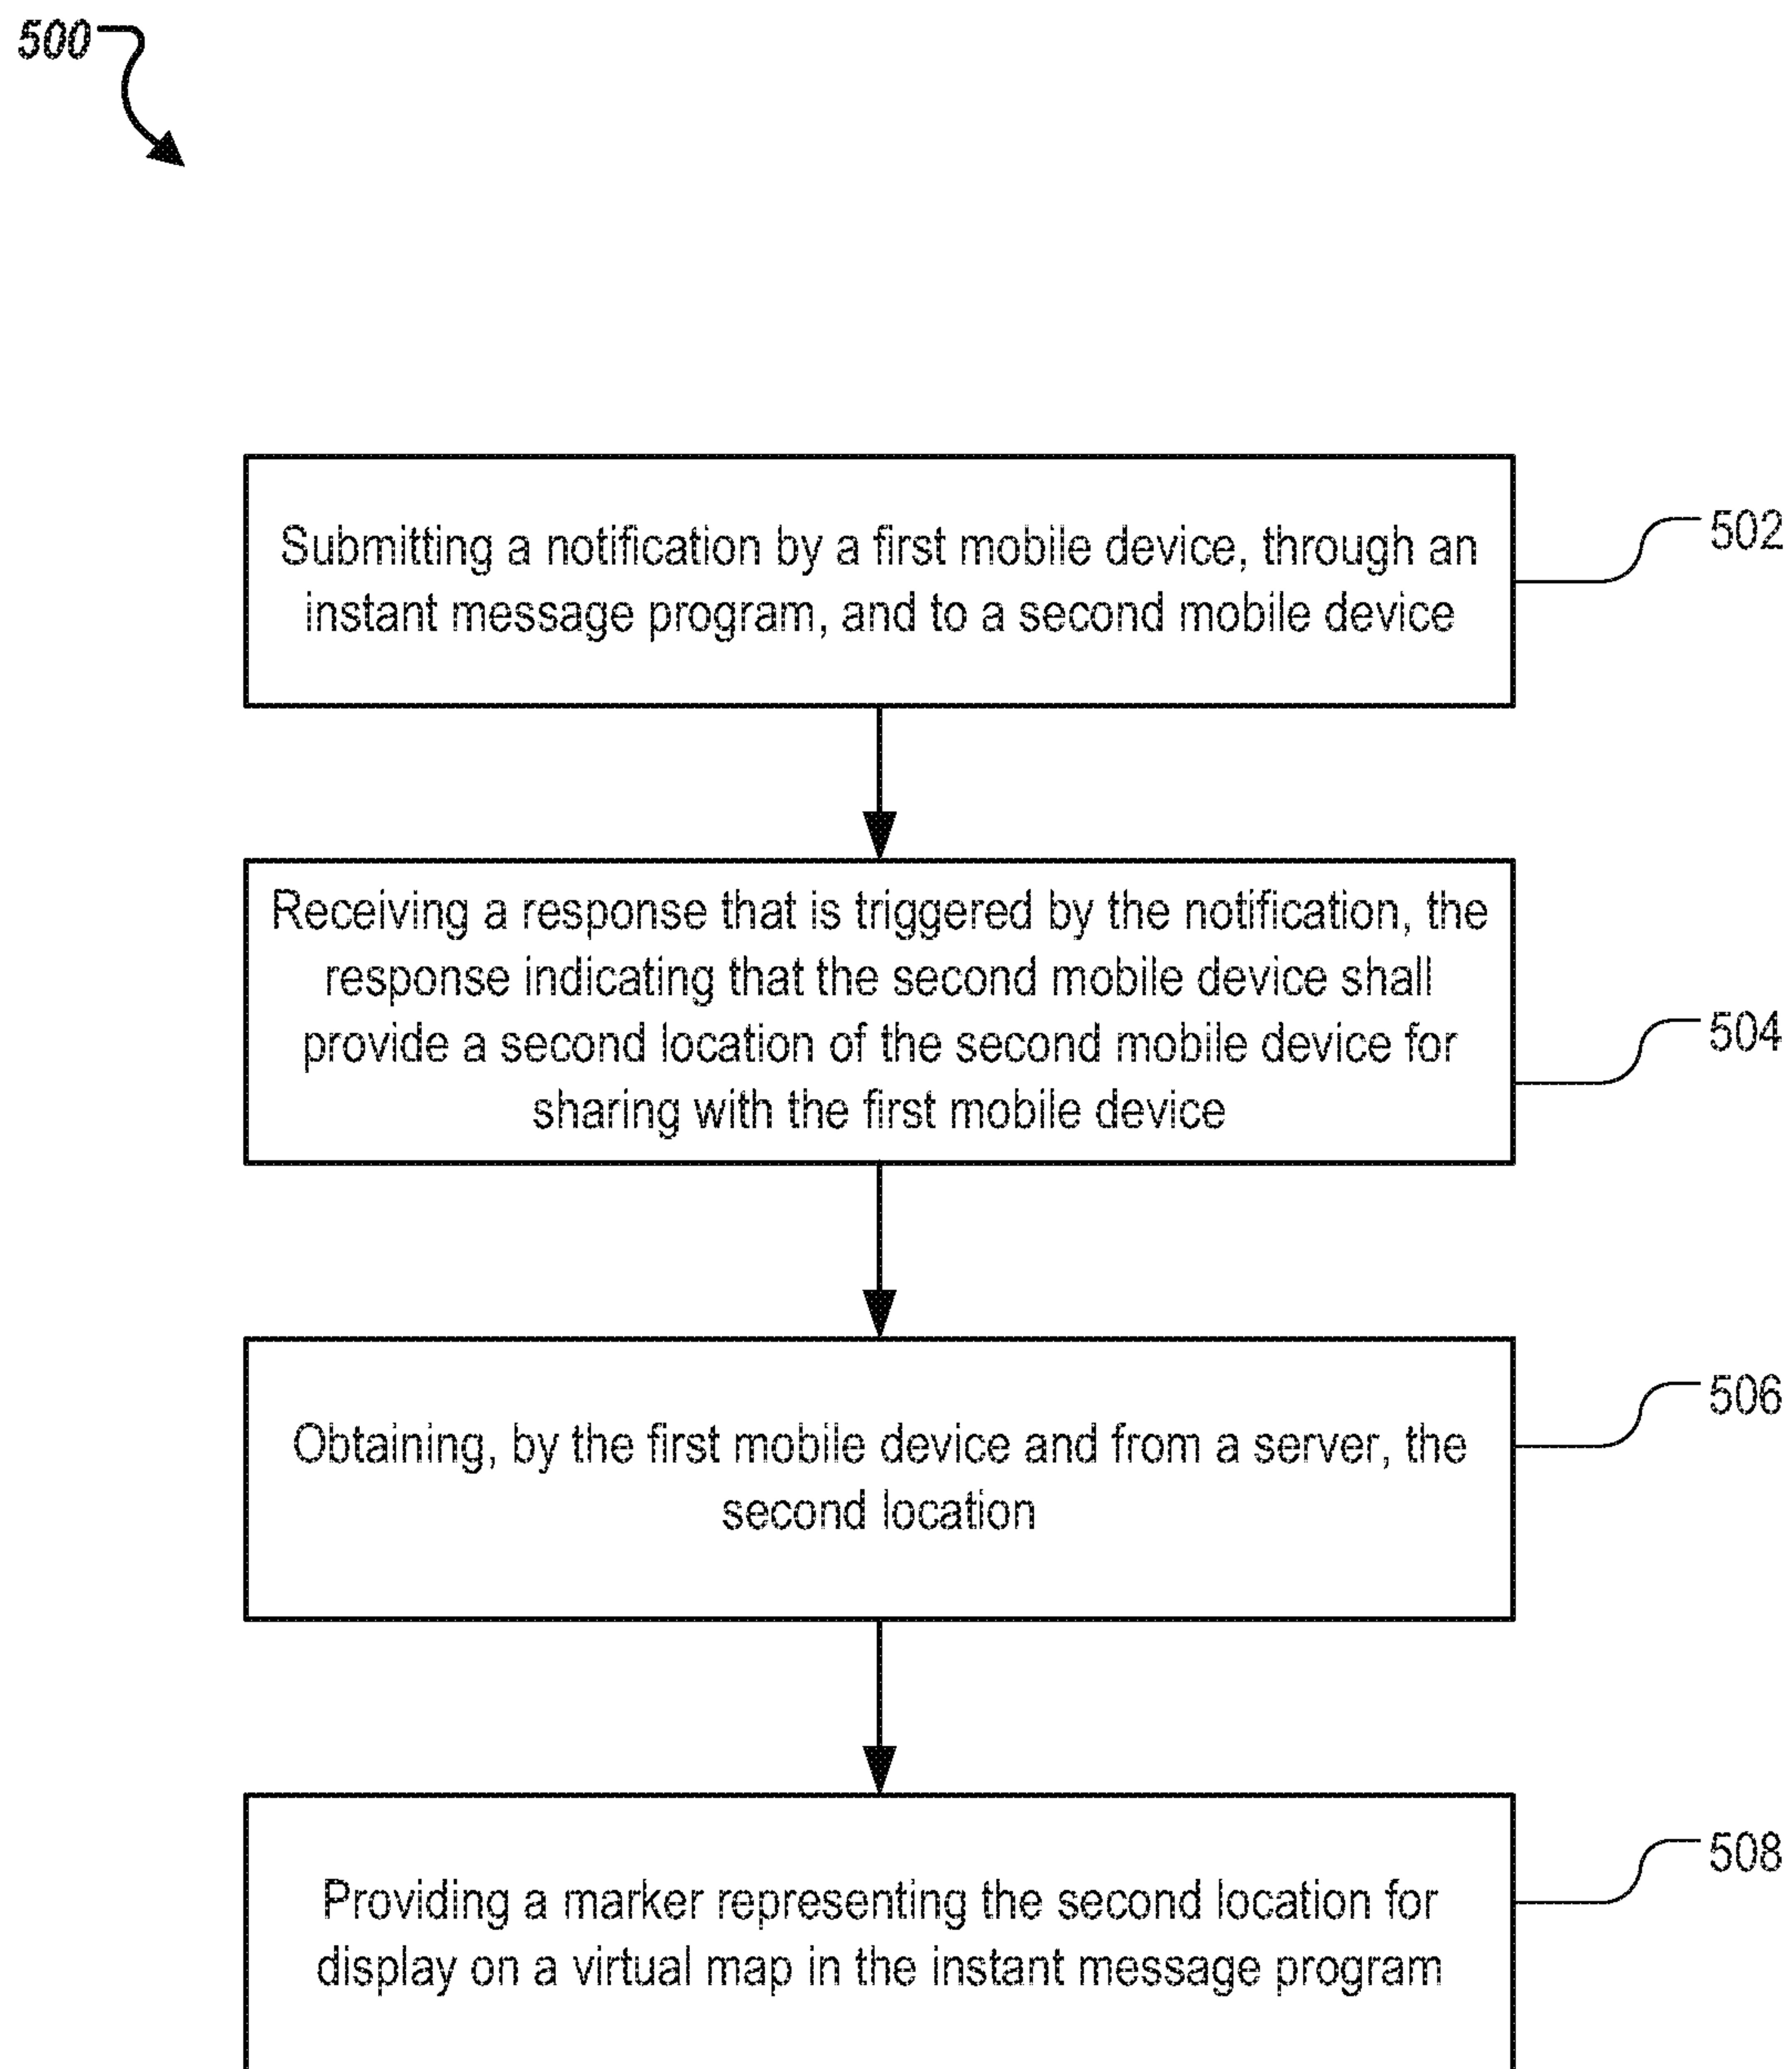 500
Submitting a notification by a first mobile device, through an
instant message program, and to a second mobile device
502
Receiving a response that is triggered by the notification, the
response indicating that the second mobile device shall
provide a second location of the second mobile device for
sharing with the first mobile device
504
Obtaining, by the first mobile device and from a server, the
second location
506
Providing a marker representing the second location for
display on a virtual map in the instant message program
508